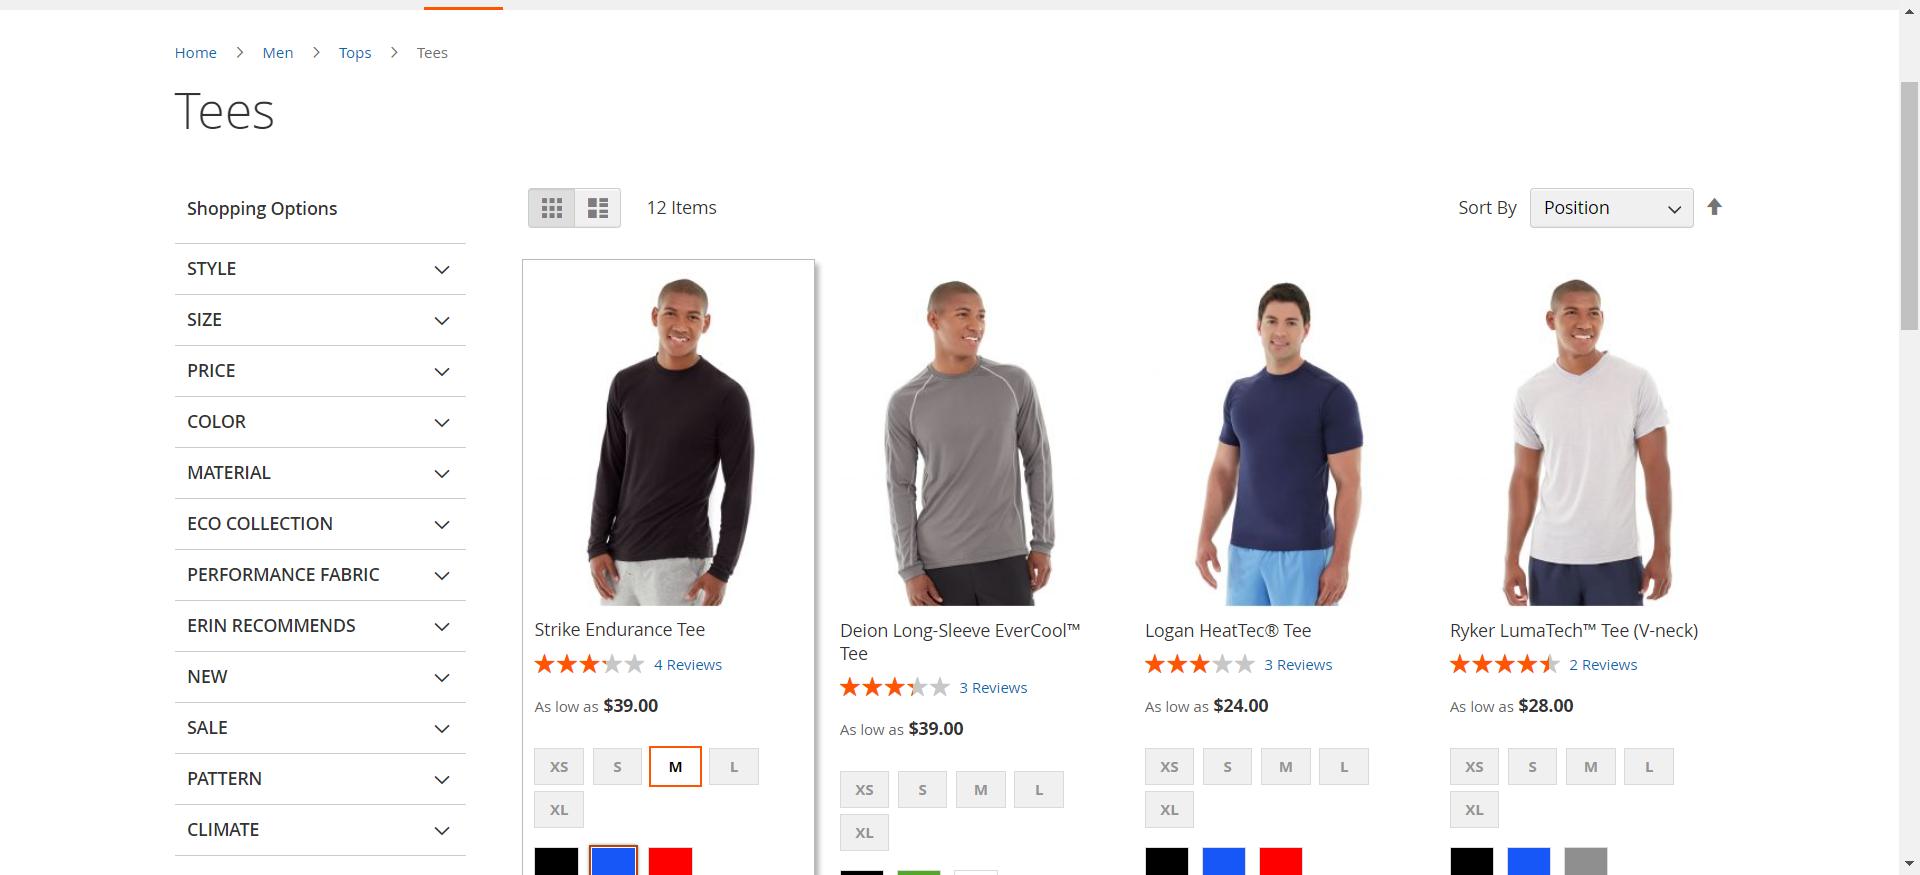 Home > Men > Tops > Tees
Tees
Shopping Options
STYLE
SIZE
PRICE
COLOR
MATERIAL
ECO COLLECTION
PERFORMANCE FABRIC
ERIN RECOMMENDS
NEW
SALE
PATTERN
CLIMATE
12 Items
Sort By Position
Strike Endurance Tee
4 Reviews
As low as $39.00
XS S M L
XL
Deion Long-Sleeve EverCool™
Tee
3 Reviews
As low as $39.00
XS S M L
XL
Logan HeatTec® Tee
3 Reviews
As low as $24.00
XS S M L
XL
Ryker LumaTech™ Tee (V-neck)
2 Reviews
As low as $28.00
XS S M L
XL